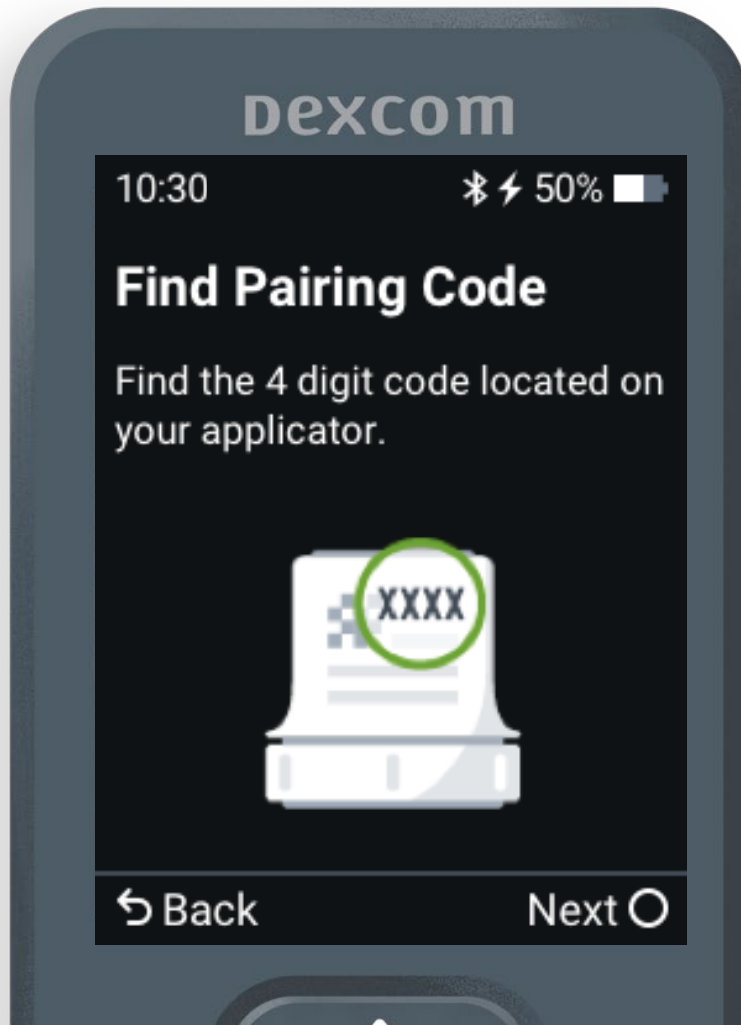 Dexcom
10:30 50%
Find Pairing Code
Find the 4 digit code located on
your applicator.
XXXX
Back Next